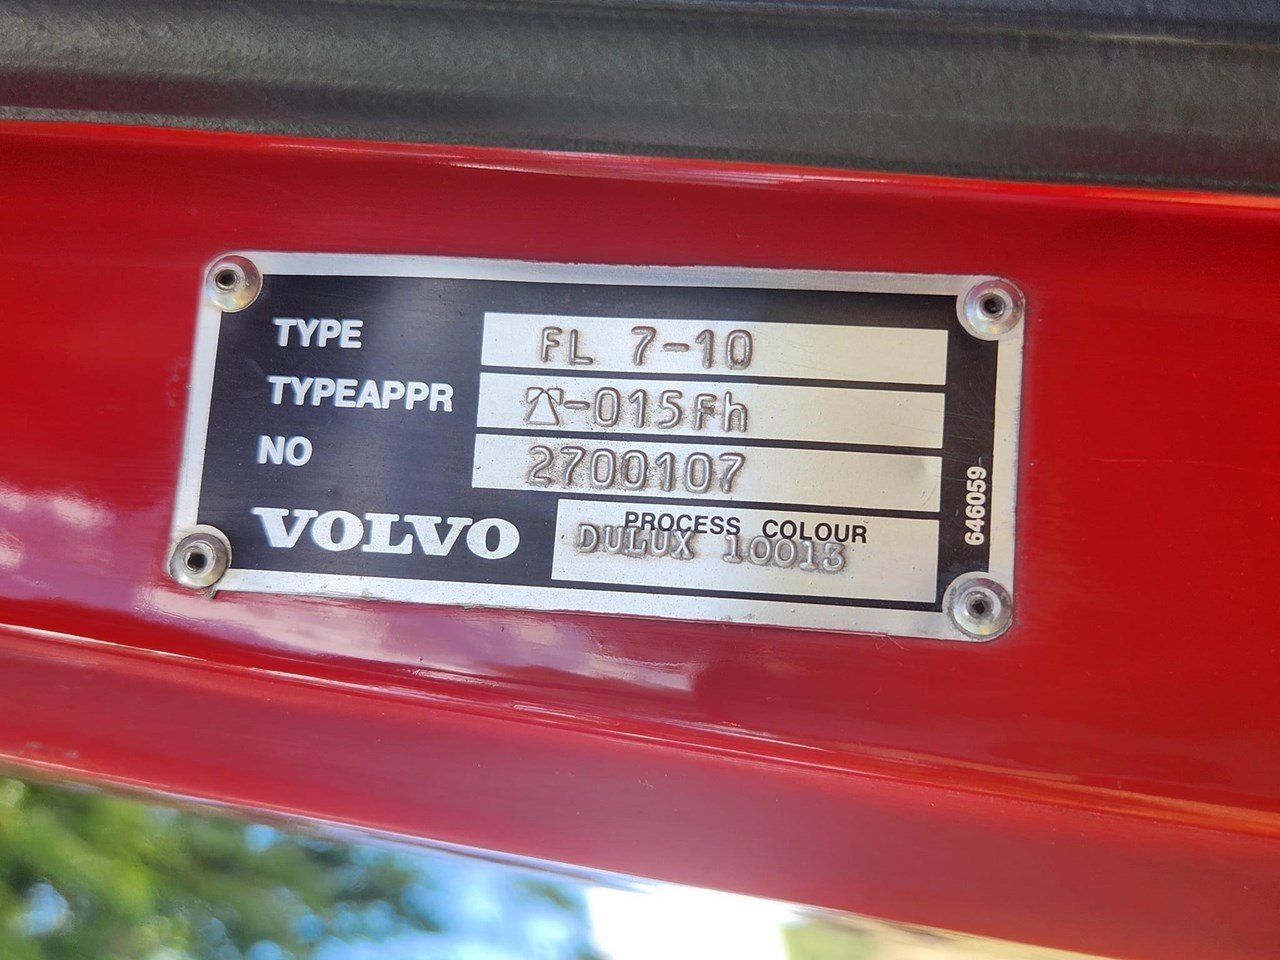 TYPE FL 7-10
TYPEAPPR -015Fh
NO 2700107
VOLVO PROCESS COLOUR
DULUX 10013
646059